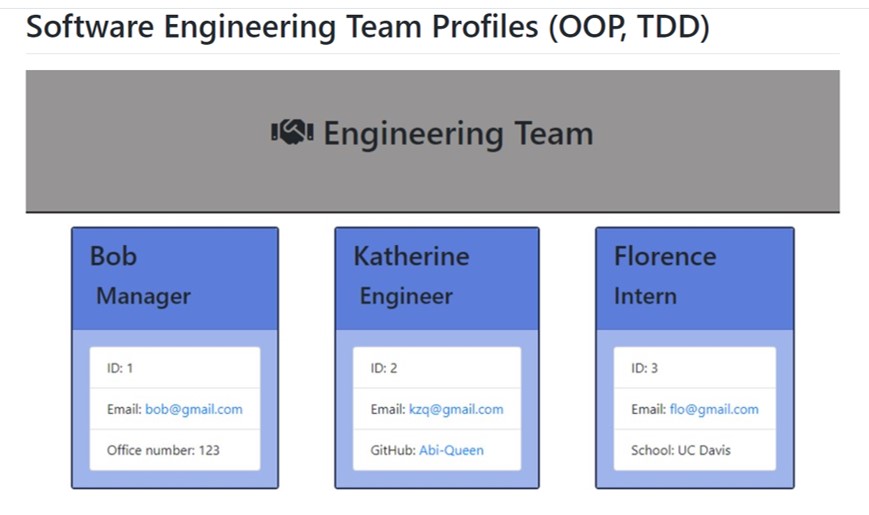 Software Engineering Team Profiles (OOP, TDD)
Engineering Team
Bob
Manager
ID: 1
Email: bob@gmail.com
Office number: 123
Katherine
Engineer
ID: 2
Email: kzq@gmail.com
GitHub: Abi-Queen
Florence
Intern
ID: 3
Email: flo@gmail.com
School: UC Davis